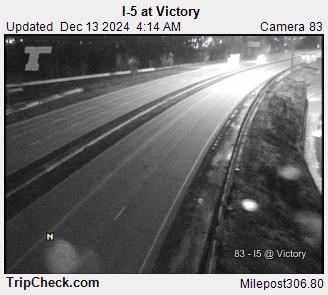 I-5 at Victory
Updated  Dec 13 2024  4:14 AM
Camera 83
T
N
83 - I5 @ Victory
TripCheck.com
Milepost306.80